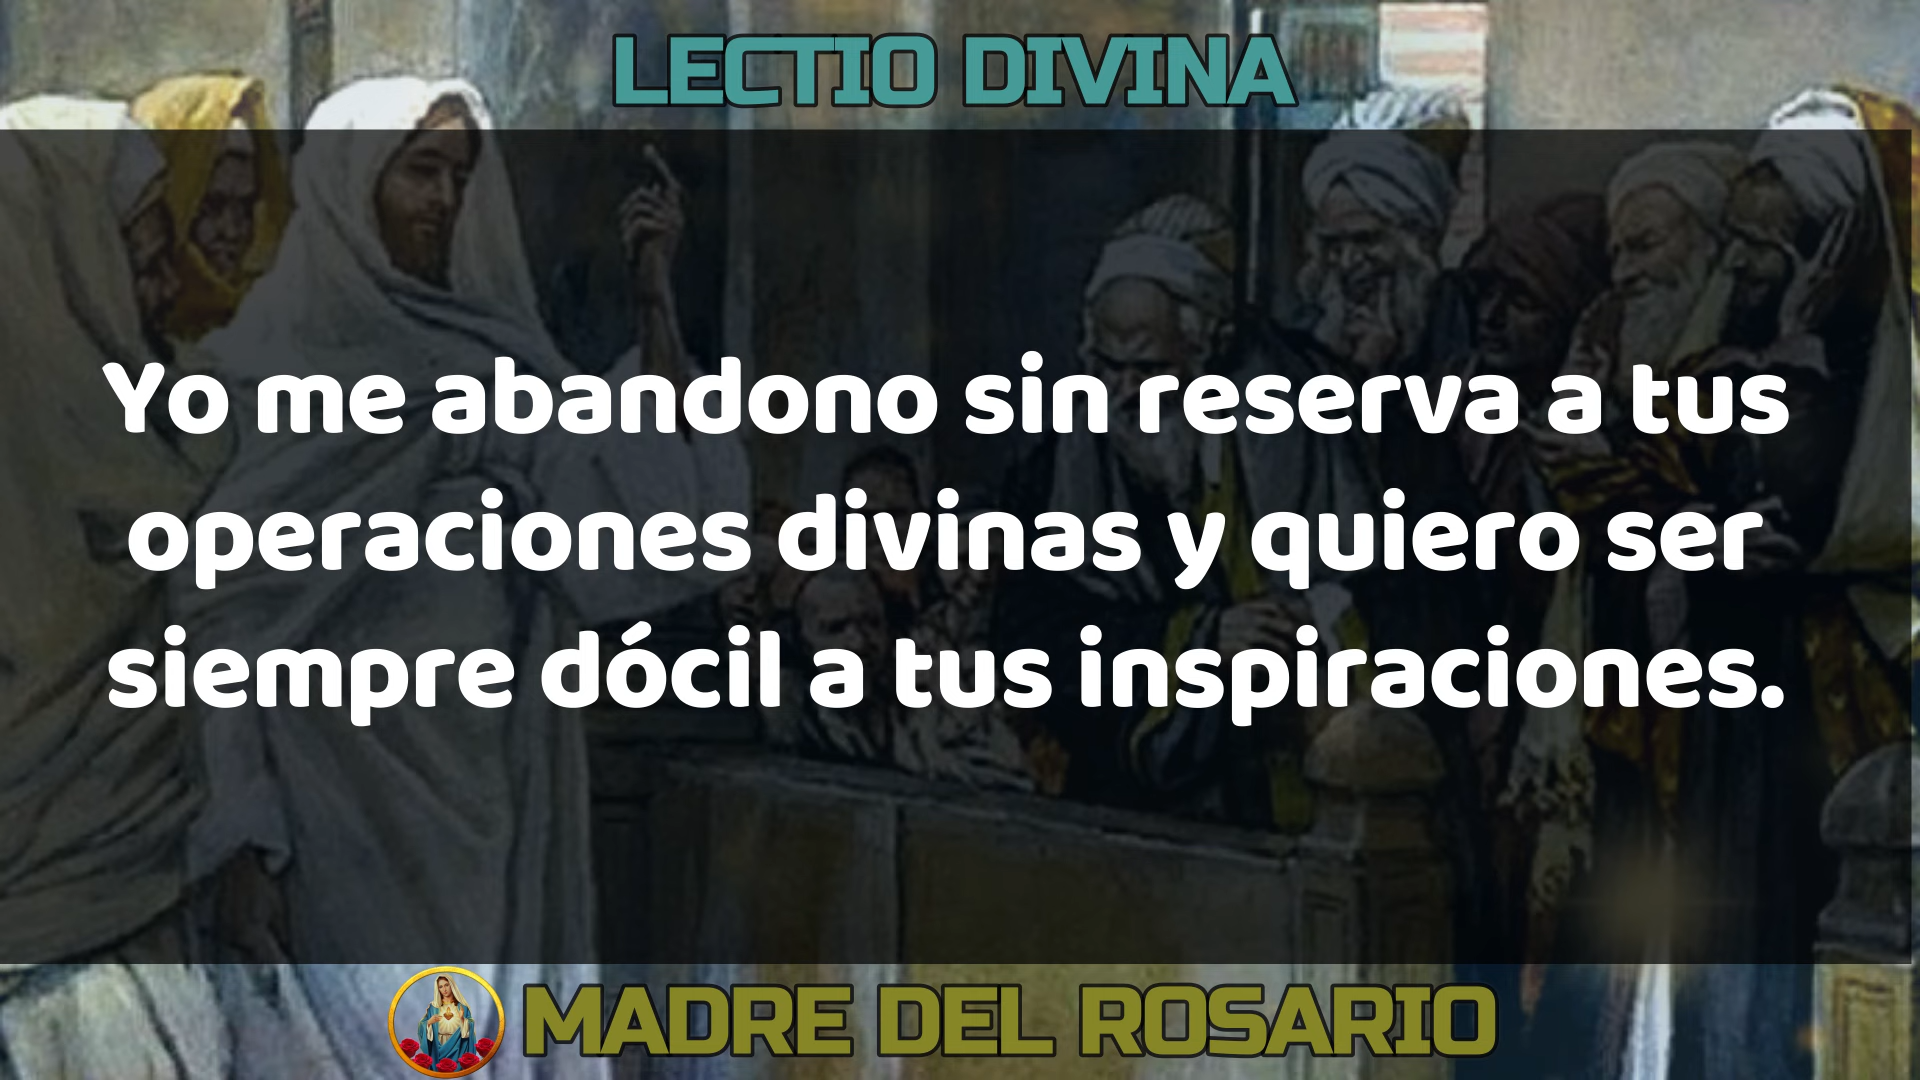 LECTIO DIVINA
Yo me abandono sin reserva a tus
operaciones divinas y quiero ser
siempre dócil a tus inspiraciones.
MADRE DEL ROSARIO